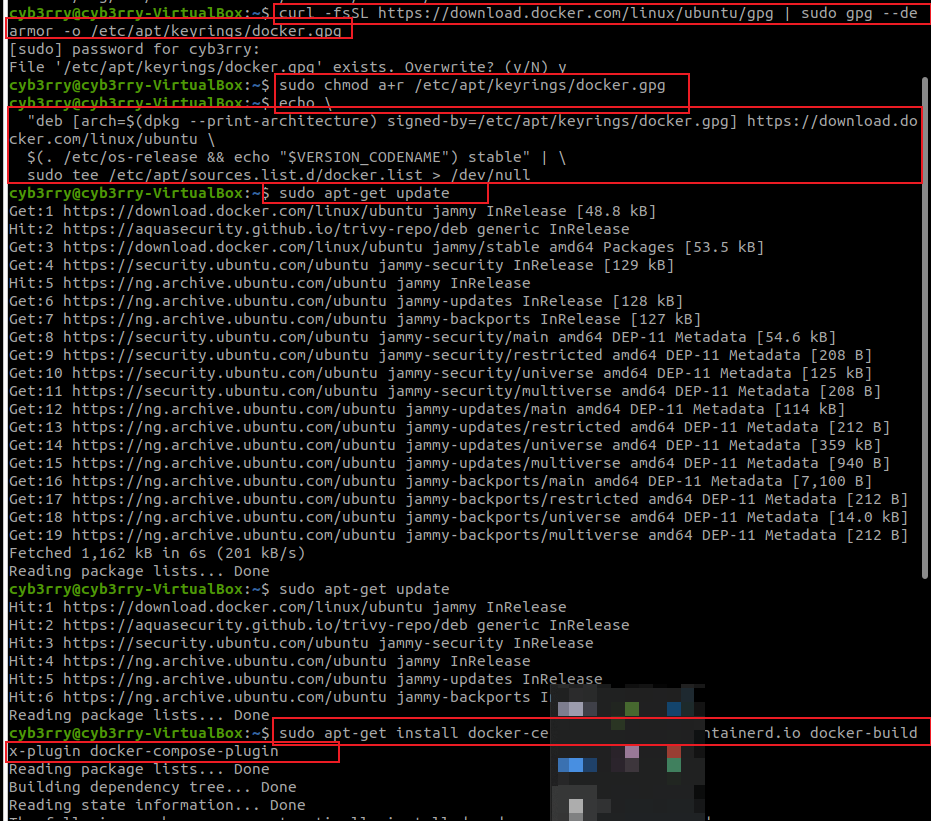 cyb3rry@cyb3rry-VirtualBox:~$ curl -fsSL https://download.docker.com/linux/ubuntu/gpg | sudo gpg --de
armor -o /etc/apt/keyrings/docker.gpg
[sudo] password for cyb3rry:
File '/etc/apt/keyrings/docker.gpg' exists. Overwrite? (y/N) y
cyb3rry@cyb3rry-VirtualBox:~$ sudo chmod a+r /etc/apt/keyrings/docker.gpg
cyb3rry@cyb3rry-VirtualBox:~$ echo \
  "deb [arch=$(dpkg --print-architecture) signed-by=/etc/apt/keyrings/docker.gpg] https://download.do
cker.com/linux/ubuntu \
  $(. /etc/os-release && echo "$VERSION_CODENAME") stable" | \
  sudo tee /etc/apt/sources.list.d/docker.list > /dev/null
cyb3rry@cyb3rry-VirtualBox:~$ sudo apt-get update
Get:1 https://download.docker.com/linux/ubuntu jammy InRelease [48.8 kB]
Hit:2 https://aquasecurity.github.io/trivy-repo/deb generic InRelease
Get:3 https://download.docker.com/linux/ubuntu jammy/stable amd64 Packages [53.5 kB]
Get:4 https://security.ubuntu.com/ubuntu jammy-security InRelease [129 kB]
Hit:5 https://ng.archive.ubuntu.com/ubuntu jammy InRelease
Get:6 https://ng.archive.ubuntu.com/ubuntu jammy-updates InRelease [128 kB]
Get:7 https://ng.archive.ubuntu.com/ubuntu jammy-backports InRelease [127 kB]
Get:8 https://security.ubuntu.com/ubuntu jammy-security/main amd64 DEP-11 Metadata [54.6 kB]
Get:9 https://security.ubuntu.com/ubuntu jammy-security/restricted amd64 DEP-11 Metadata [208 B]
Get:10 https://security.ubuntu.com/ubuntu jammy-security/universe amd64 DEP-11 Metadata [125 kB]
Get:11 https://security.ubuntu.com/ubuntu jammy-security/multiverse amd64 DEP-11 Metadata [208 B]
Get:12 https://ng.archive.ubuntu.com/ubuntu jammy-updates/main amd64 DEP-11 Metadata [114 kB]
Get:13 https://ng.archive.ubuntu.com/ubuntu jammy-updates/restricted amd64 DEP-11 Metadata [212 B]
Get:14 https://ng.archive.ubuntu.com/ubuntu jammy-updates/universe amd64 DEP-11 Metadata [359 kB]
Get:15 https://ng.archive.ubuntu.com/ubuntu jammy-updates/multiverse amd64 DEP-11 Metadata [940 B]
Get:16 https://ng.archive.ubuntu.com/ubuntu jammy-backports/main amd64 DEP-11 Metadata [7,100 B]
Get:17 https://ng.archive.ubuntu.com/ubuntu jammy-backports/restricted amd64 DEP-11 Metadata [212 B]
Get:18 https://ng.archive.ubuntu.com/ubuntu jammy-backports/universe amd64 DEP-11 Metadata [14.0 kB]
Get:19 https://ng.archive.ubuntu.com/ubuntu jammy-backports/multiverse amd64 DEP-11 Metadata [212 B]
Fetched 1,162 kB in 6s (201 kB/s)
Reading package lists... Done
cyb3rry@cyb3rry-VirtualBox:~$ sudo apt-get update
Hit:1 https://download.docker.com/linux/ubuntu jammy InRelease
Hit:2 https://aquasecurity.github.io/trivy-repo/deb generic InRelease
Hit:3 https://security.ubuntu.com/ubuntu jammy-security InRelease
Hit:4 https://ng.archive.ubuntu.com/ubuntu jammy InRelease
Hit:5 https://ng.archive.ubuntu.com/ubuntu jammy-updates InRelease
Hit:6 https://ng.archive.ubuntu.com/ubuntu jammy-backports
Reading package lists... Done
cyb3rry@cyb3rry-VirtualBox:~$ sudo apt-get install docker-ce ntainerd.io docker-build
x-plugin docker-compose-plugin
Reading package lists... Done
Building dependency tree... Done
Reading state information... Done